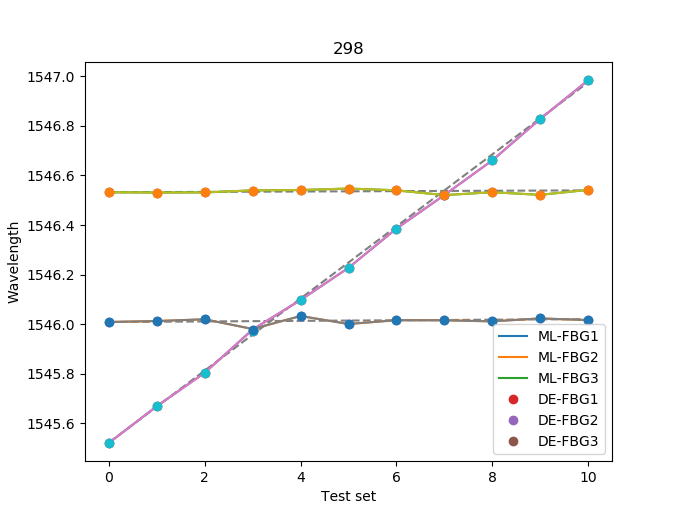 298
Wavelength
1547.0
1546.8
1546.6
1546.4
1546.2
1546.0
1545.8
1545.6
ML-FBG1
ML-FBG2
ML-FBG3
DE-FBG1
DE-FBG2
DE-FBG3
0 2 4 6 8 10
Test set